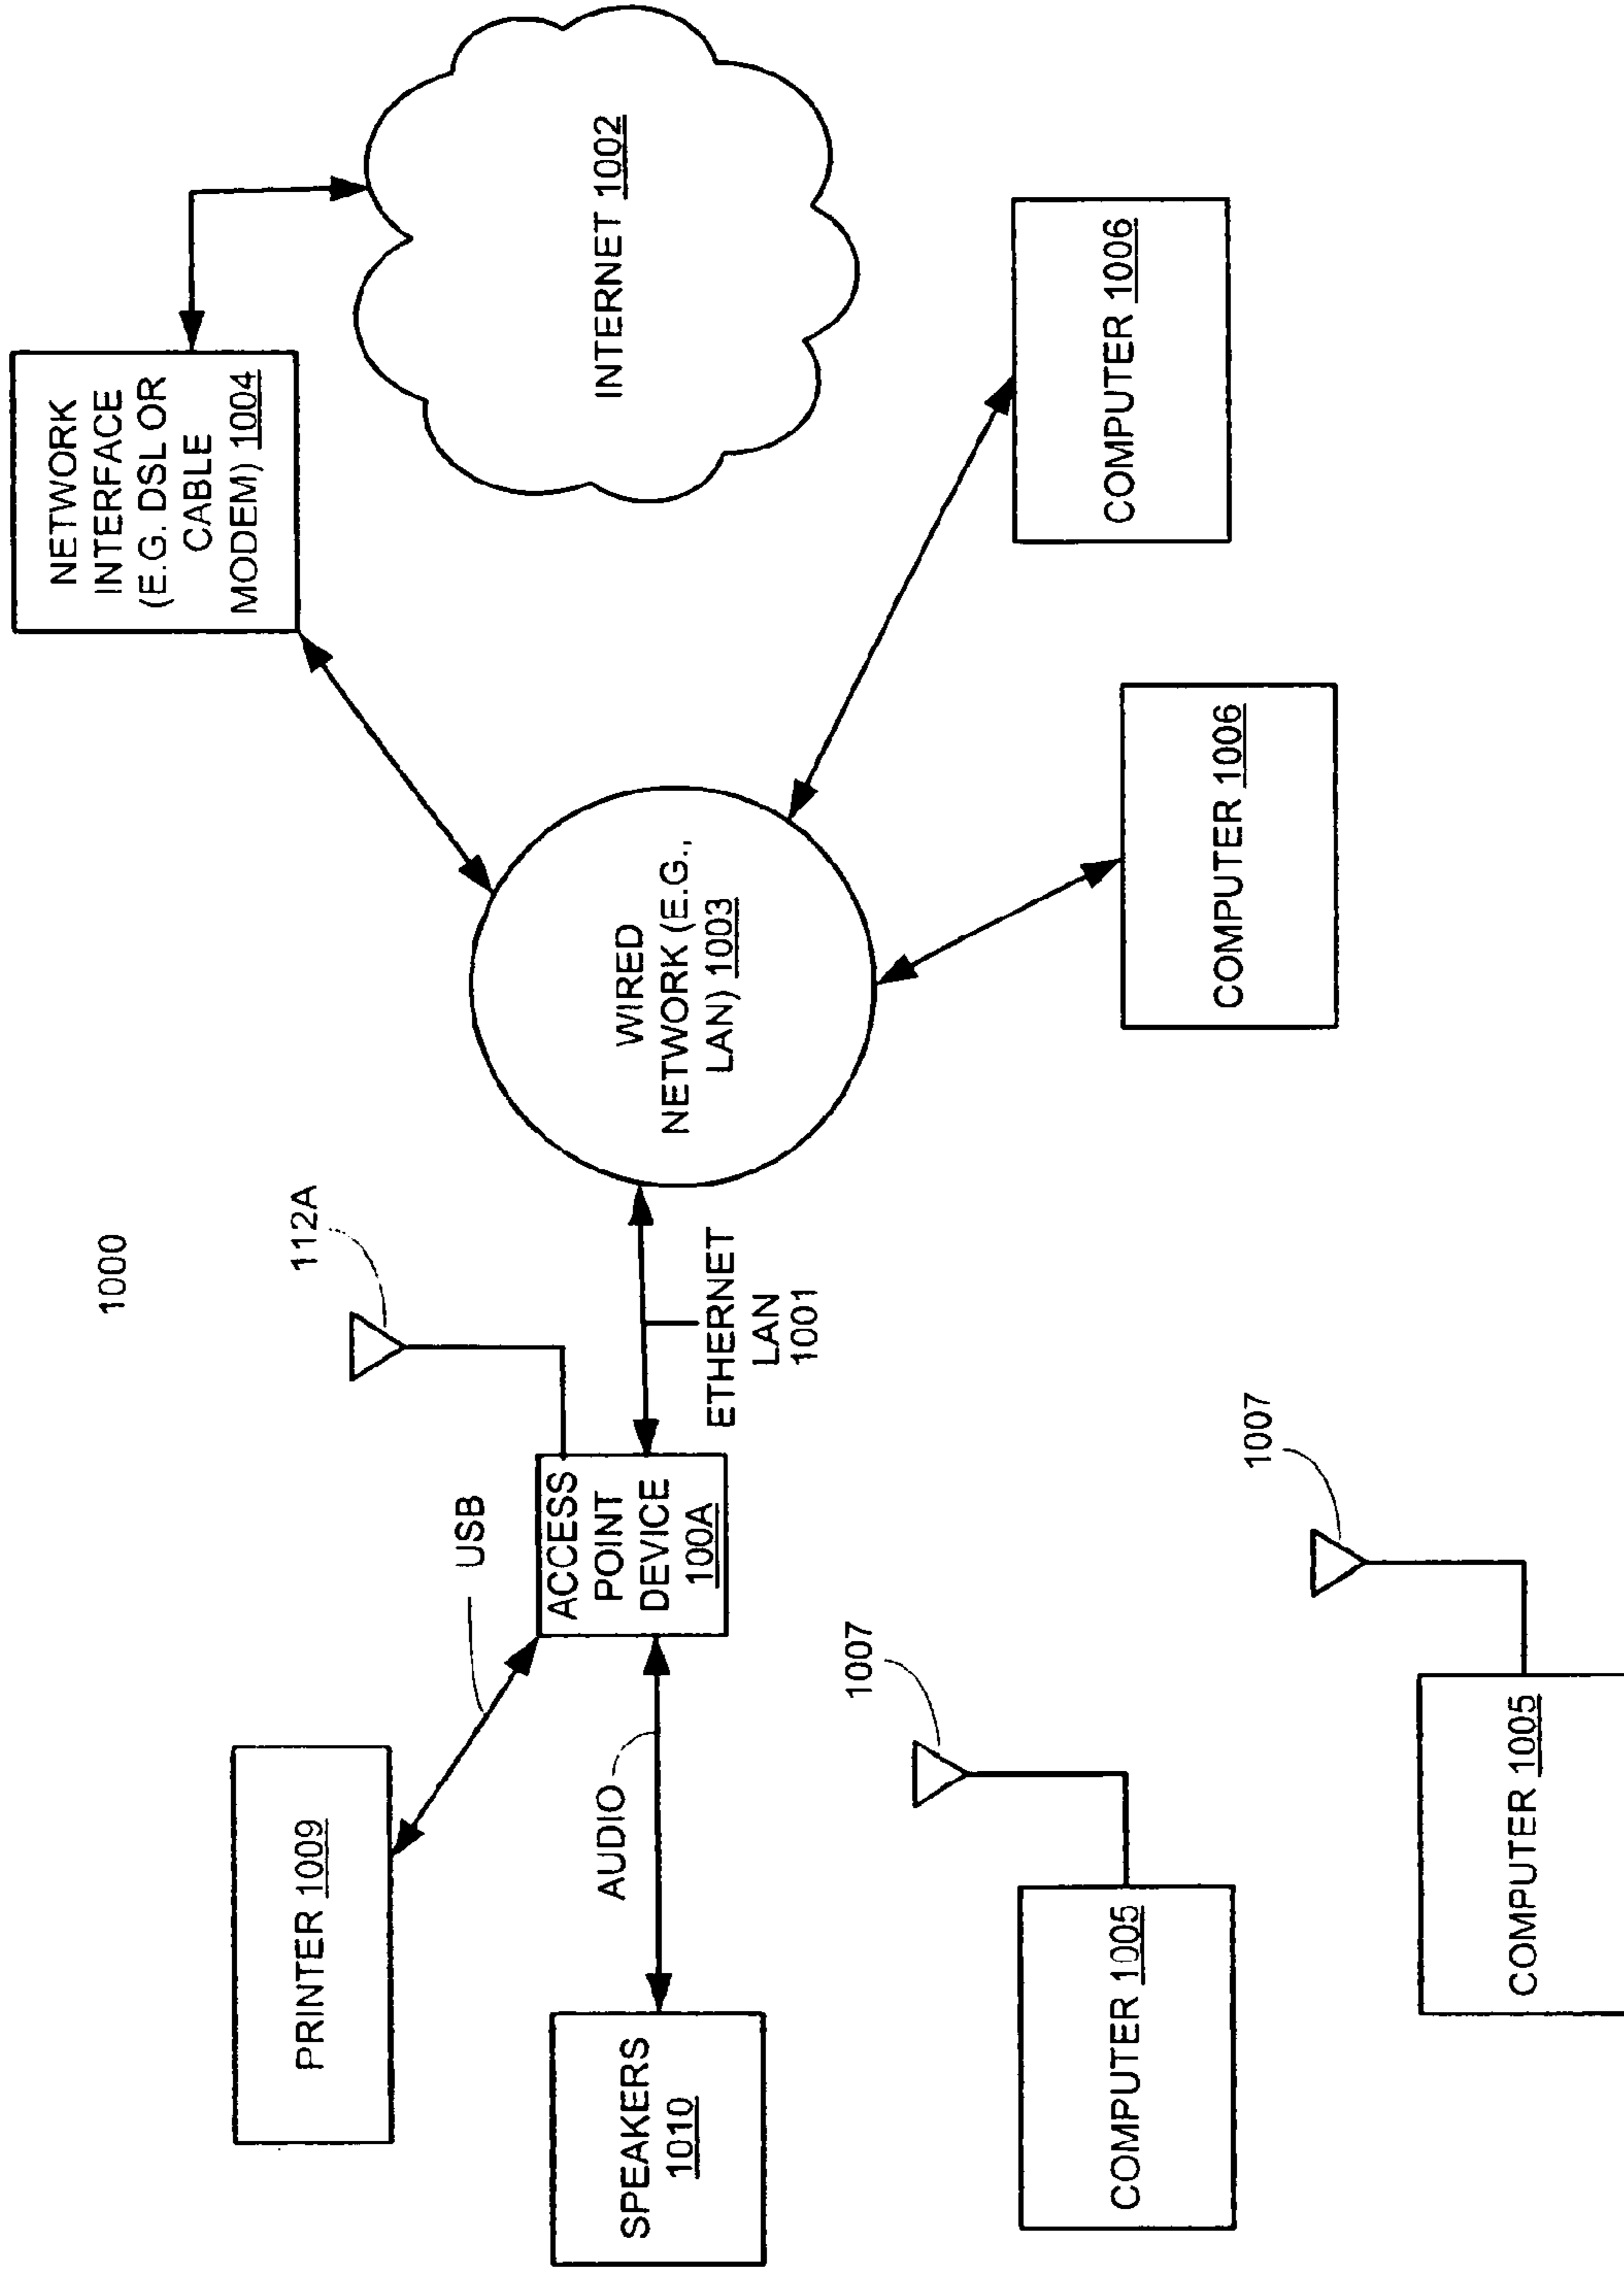 1000
NETWORK
INTERFACE
(E.G. DSL OR
CABLE
MODEM) 1004
INTERNET 1002
112A
USB
PRINTER 1009
ACCESS
POINT
DEVICE
100A
ETHERNET
LAN
1001
WIRED
NETWORK (E.G.,
LAN) 1003
AUDIO
SPEAKERS
1010
COMPUTER 1006
COMPUTER 1006
1007
COMPUTER 1005
1007
COMPUTER 1005